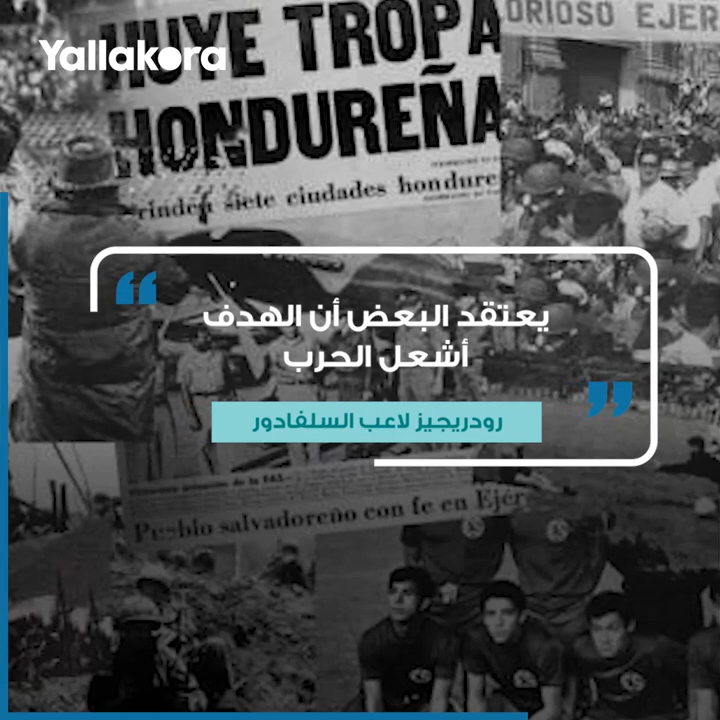 Yallakora
HUYE TROPA
HONDUREÑA
rinden siete ciudades hondure
ORIOSO EJER
“
يعتقد البعض أن الهدف
أشعل الحرب
”
رودريجيز لاعب السلفادور
Pueblo salvadoreño con fe en Ejér